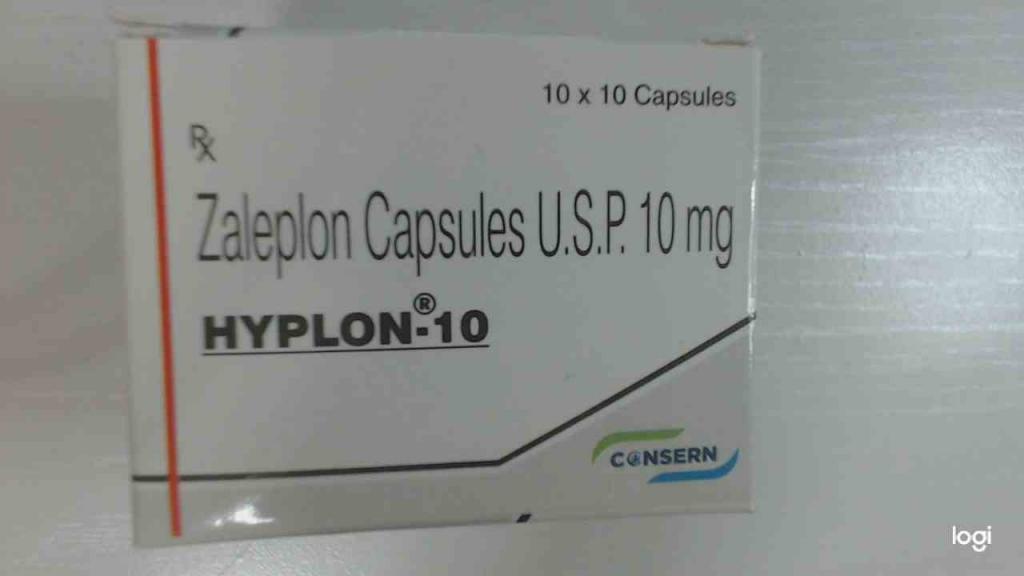 10 x 10 Capsules
Rx
Zaleplon Capsules U.S.P. 10 mg
HYPLON®-10
CONSERN
logi